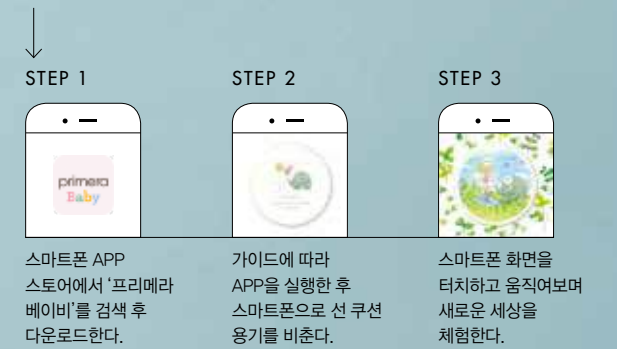 STEP 1
primera
Baby
스마트폰 APP
스토어에서 ‘프리메라
베이비’를 검색 후
다운로드한다.
STEP 2
가이드에 따라
APP을 실행한 후
스마트폰으로 선 쿠션
용기를 비춘다.
STEP 3
스마트폰 화면을
터치하고 움직여보며
새로운 세상을
체험한다.